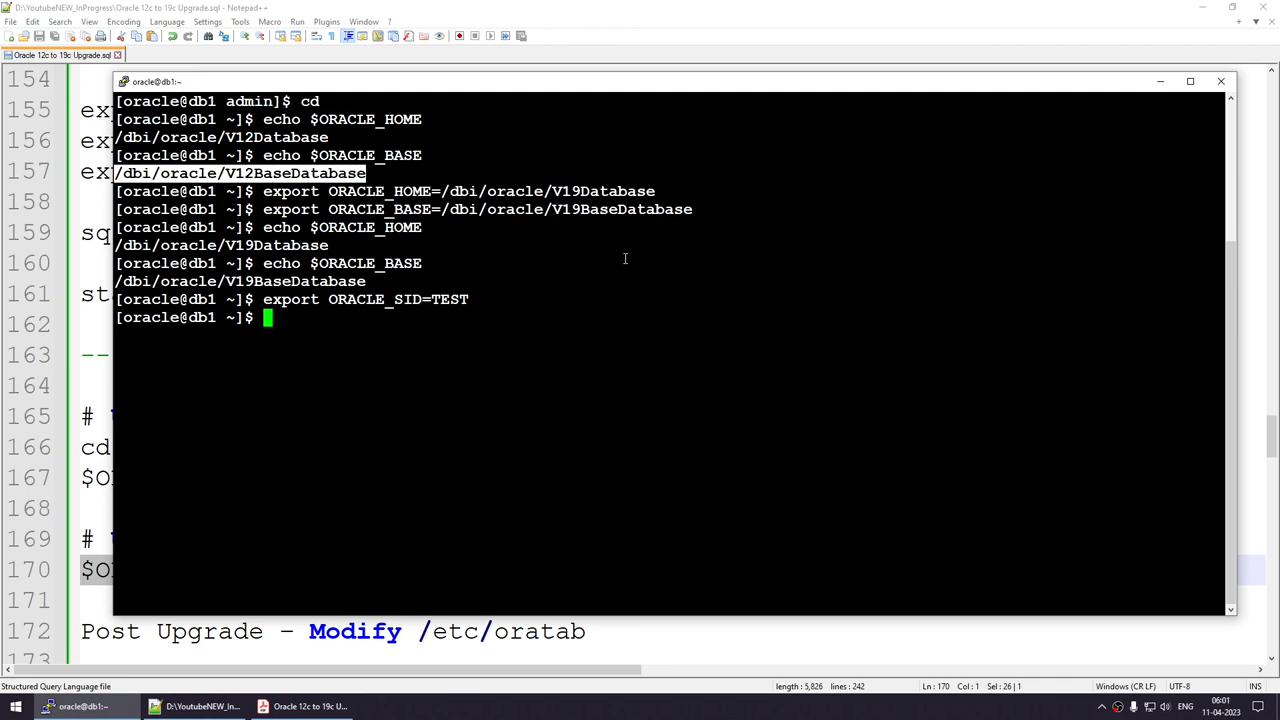 D:\YoutubeNEW_InProgress\Oracle 12c to 19c Upgrade.sql - Notepad++
File Edit Search View Encoding Language Settings Tools Macro Run Plugins Window ?
Oracle 12c to 19c Upgrade.sql
oracle@db1:~
154
[oracle@db1 admin]$ cd
155 exp
[oracle@db1 ~]$ echo $ORACLE_HOME
/dbi/oracle/V12Database
156 exp
[oracle@db1 ~]$ echo $ORACLE_BASE
157 exp
/dbi/oracle/V12BaseDatabase
[oracle@db1 ~]$ export ORACLE_HOME=/dbi/oracle/V19Database
158
[oracle@db1 ~]$ export ORACLE_BASE=/dbi/oracle/V19BaseDatabase
[oracle@db1 ~]$ echo $ORACLE_HOME
159 sq
/dbi/oracle/V19Database
160
[oracle@db1 ~]$ echo $ORACLE_BASE
/dbi/oracle/V19BaseDatabase
161 st
[oracle@db1 ~]$ export ORACLE_SID=TEST
[oracle@db1 ~]$
162
163 --
164
165 #
166 cd
167 $O
168
169 #
170 $O
171
172 Post Upgrade - Modify /etc/oratab
173
Structured Query Language file
length : 5,826 lines : 242
Ln : 170 Col : 1 Sel : 26 | 1
Windows (CR LF)
UTF-8
INS
oracle@db1:~
D:\YoutubeNEW_In...
Oracle 12c to 19c U...
ENG
06:01
11-04-2023